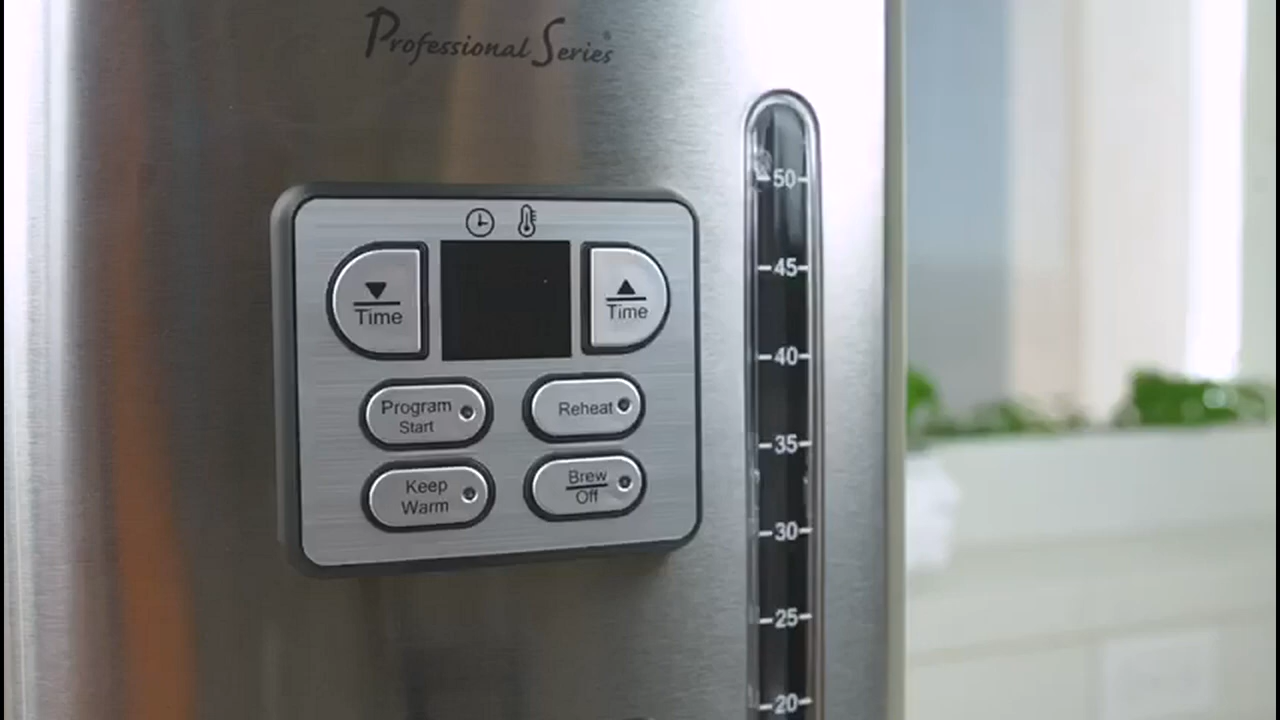 Professional Series®
Time
Time
Program
Start
Reheat
Keep
Warm
Brew
Off
50
45
40
35
30
25
20